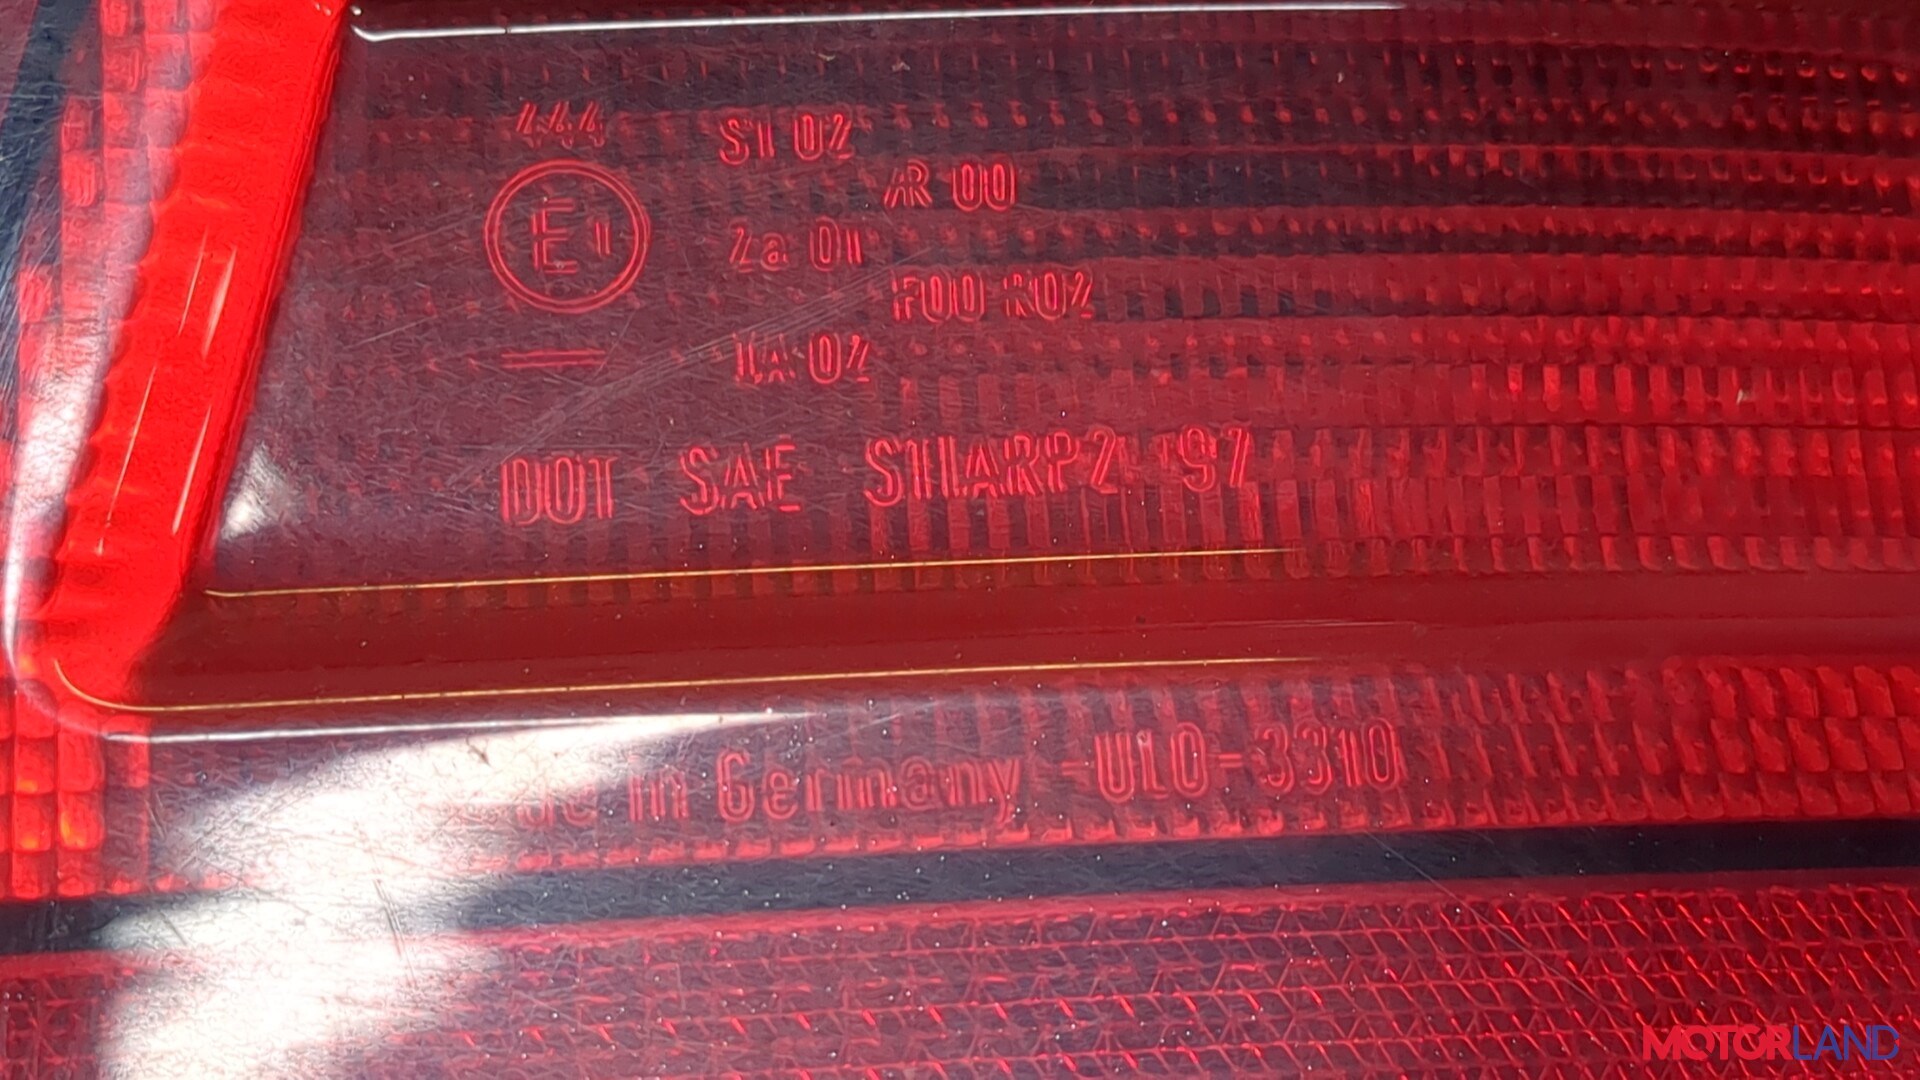 444
S1 02
AR 00
E1
2a 01
F00 R02
IA 02
DOT SAE S1IARP2 97
in Germany ULO-3310
MOTORLAND